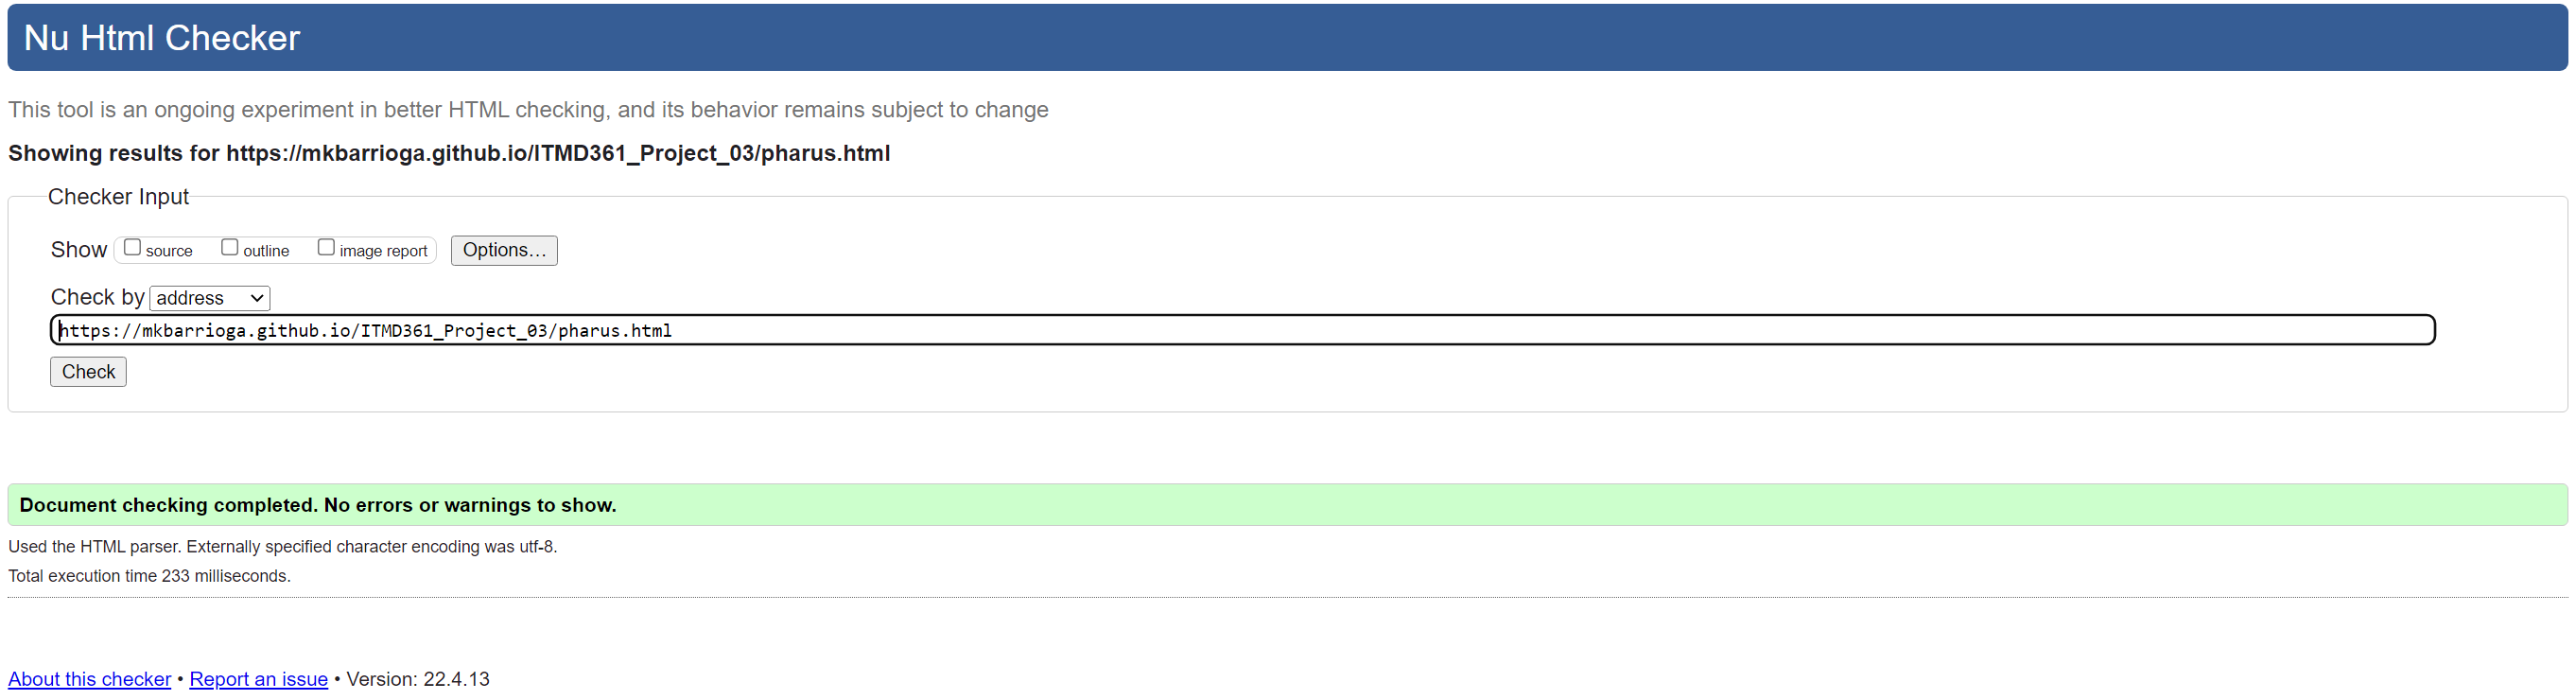 Nu Html Checker
This tool is an ongoing experiment in better HTML checking, and its behavior remains subject to change
Showing results for https://mkbarrioga.github.io/ITMD361_Project_03/pharus.html
Checker Input
Show source outline image report Options…
Check by address
https://mkbarrioga.github.io/ITMD361_Project_03/pharus.html
Check
Document checking completed. No errors or warnings to show.
Used the HTML parser. Externally specified character encoding was utf-8.
Total execution time 233 milliseconds.
About this checker • Report an issue • Version: 22.4.13